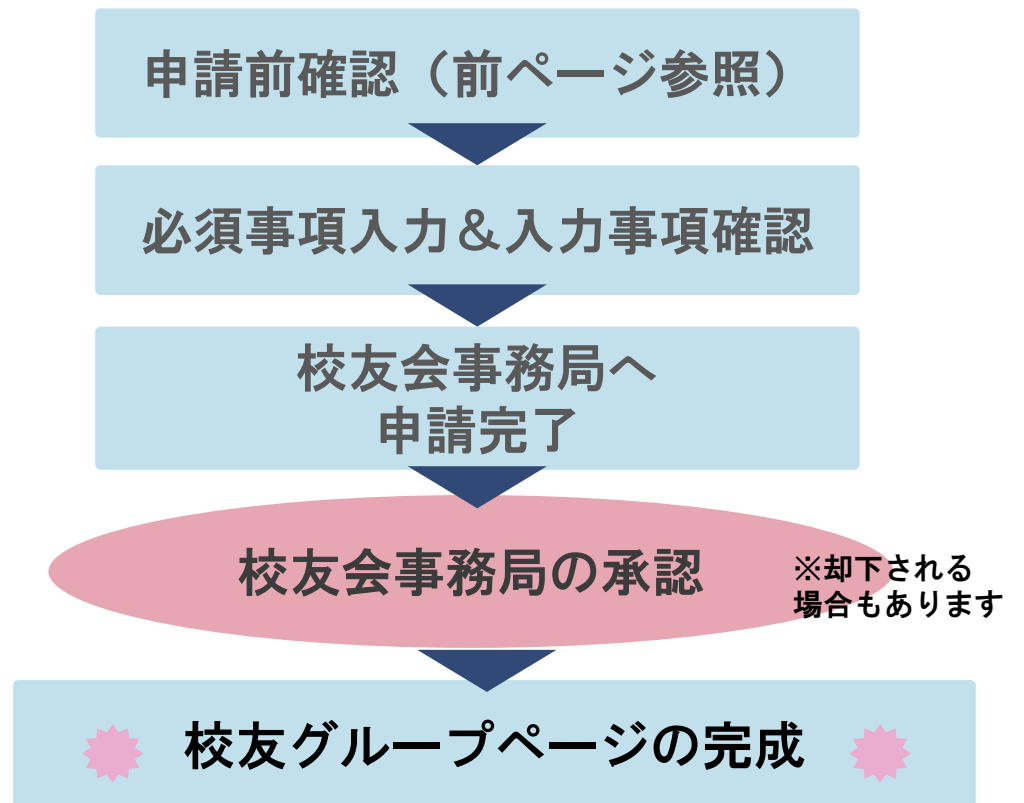 申請前確認（前ページ参照）
必須事項入力＆入力事項確認
校友会事務局へ
申請完了
校友会事務局の承認
※却下される
場合もあります
校友グループページの完成